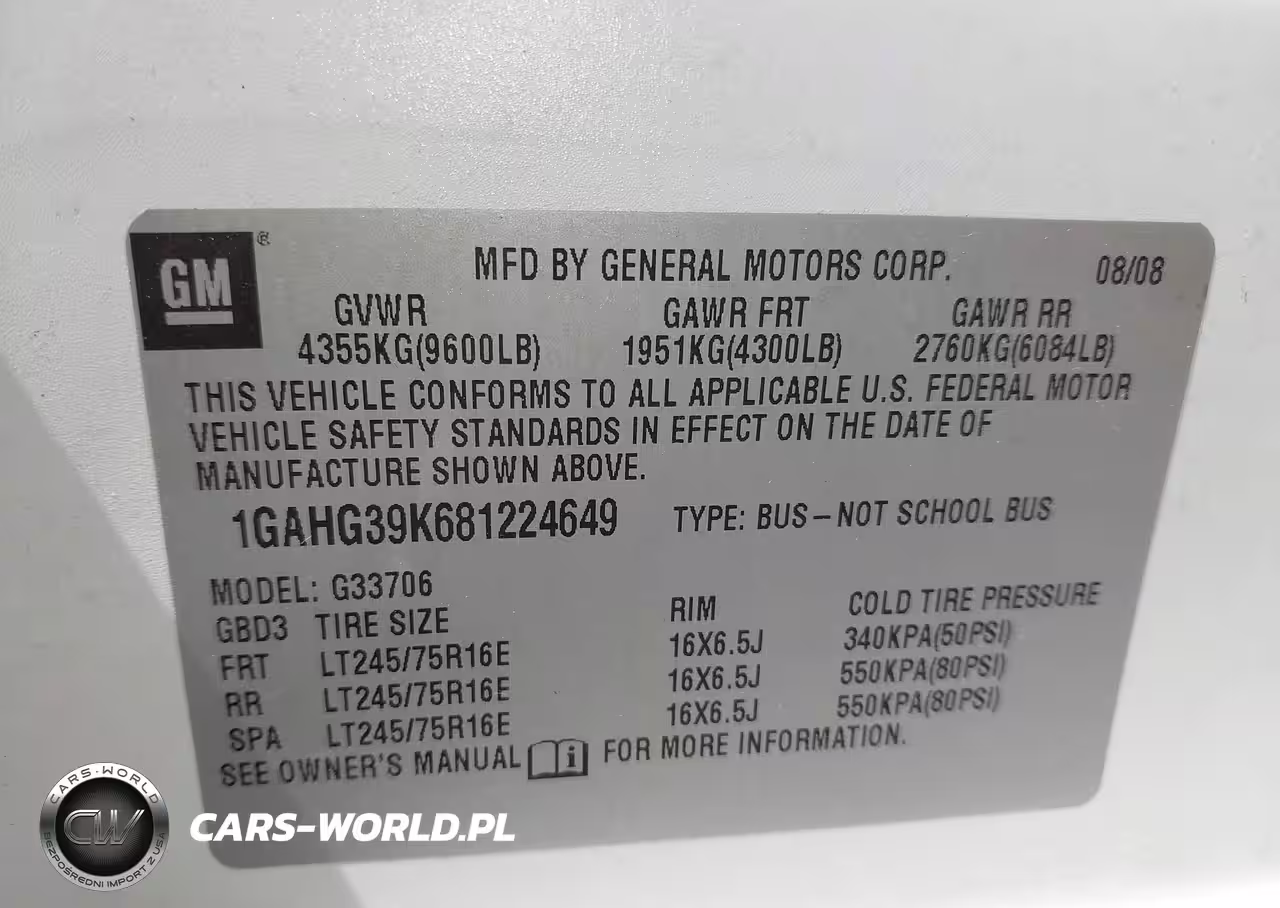 GM ®
MFD BY GENERAL MOTORS CORP. 08/08
GVWR GAWR FRT GAWR RR
4355KG(9600LB) 1951KG(4300LB) 2760KG(6084LB)
THIS VEHICLE CONFORMS TO ALL APPLICABLE U.S. FEDERAL MOTOR
VEHICLE SAFETY STANDARDS IN EFFECT ON THE DATE OF
MANUFACTURE SHOWN ABOVE.
1GAHG39K681224649 TYPE: BUS–NOT SCHOOL BUS
MODEL: G33706
GBD3 TIRE SIZE RIM COLD TIRE PRESSURE
FRT LT245/75R16E 16X6.5J 340KPA(50PSI)
RR LT245/75R16E 16X6.5J 550KPA(80PSI)
SPA LT245/75R16E 16X6.5J 550KPA(80PSI)
SEE OWNER'S MANUAL i FOR MORE INFORMATION.
CARS-WORLD
CW
BEZPOŚREDNI IMPORT Z USA
CARS-WORLD.PL